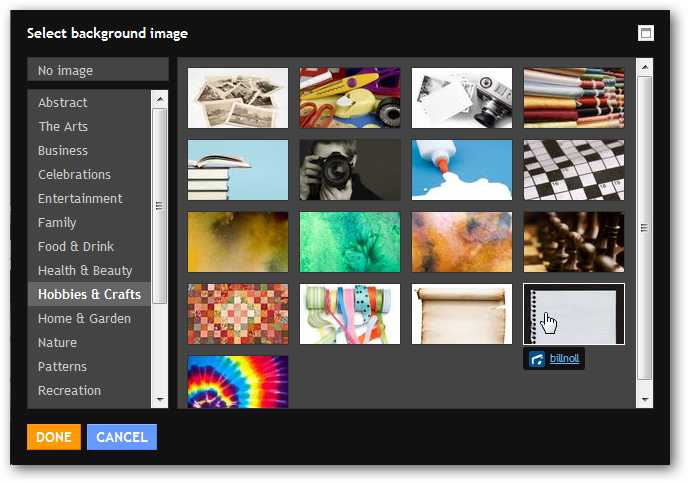 Select background image
No image
Abstract
The Arts
Business
Celebrations
Entertainment
Family
Food & Drink
Health & Beauty
Hobbies & Crafts
Home & Garden
Nature
Patterns
Recreation
billnoll
DONE
CANCEL